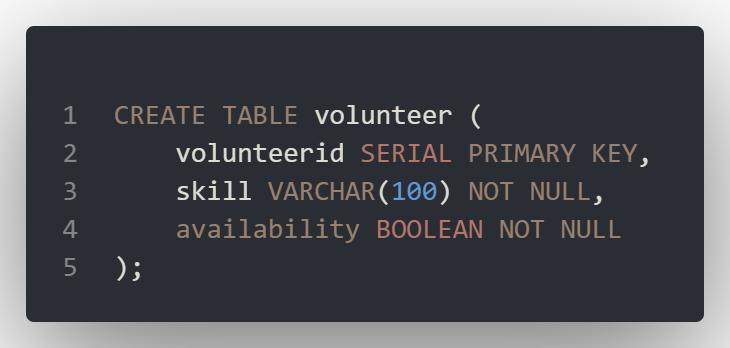 1 CREATE TABLE volunteer (
2     volunteerid SERIAL PRIMARY KEY,
3     skill VARCHAR(100) NOT NULL,
4     availability BOOLEAN NOT NULL
5 );